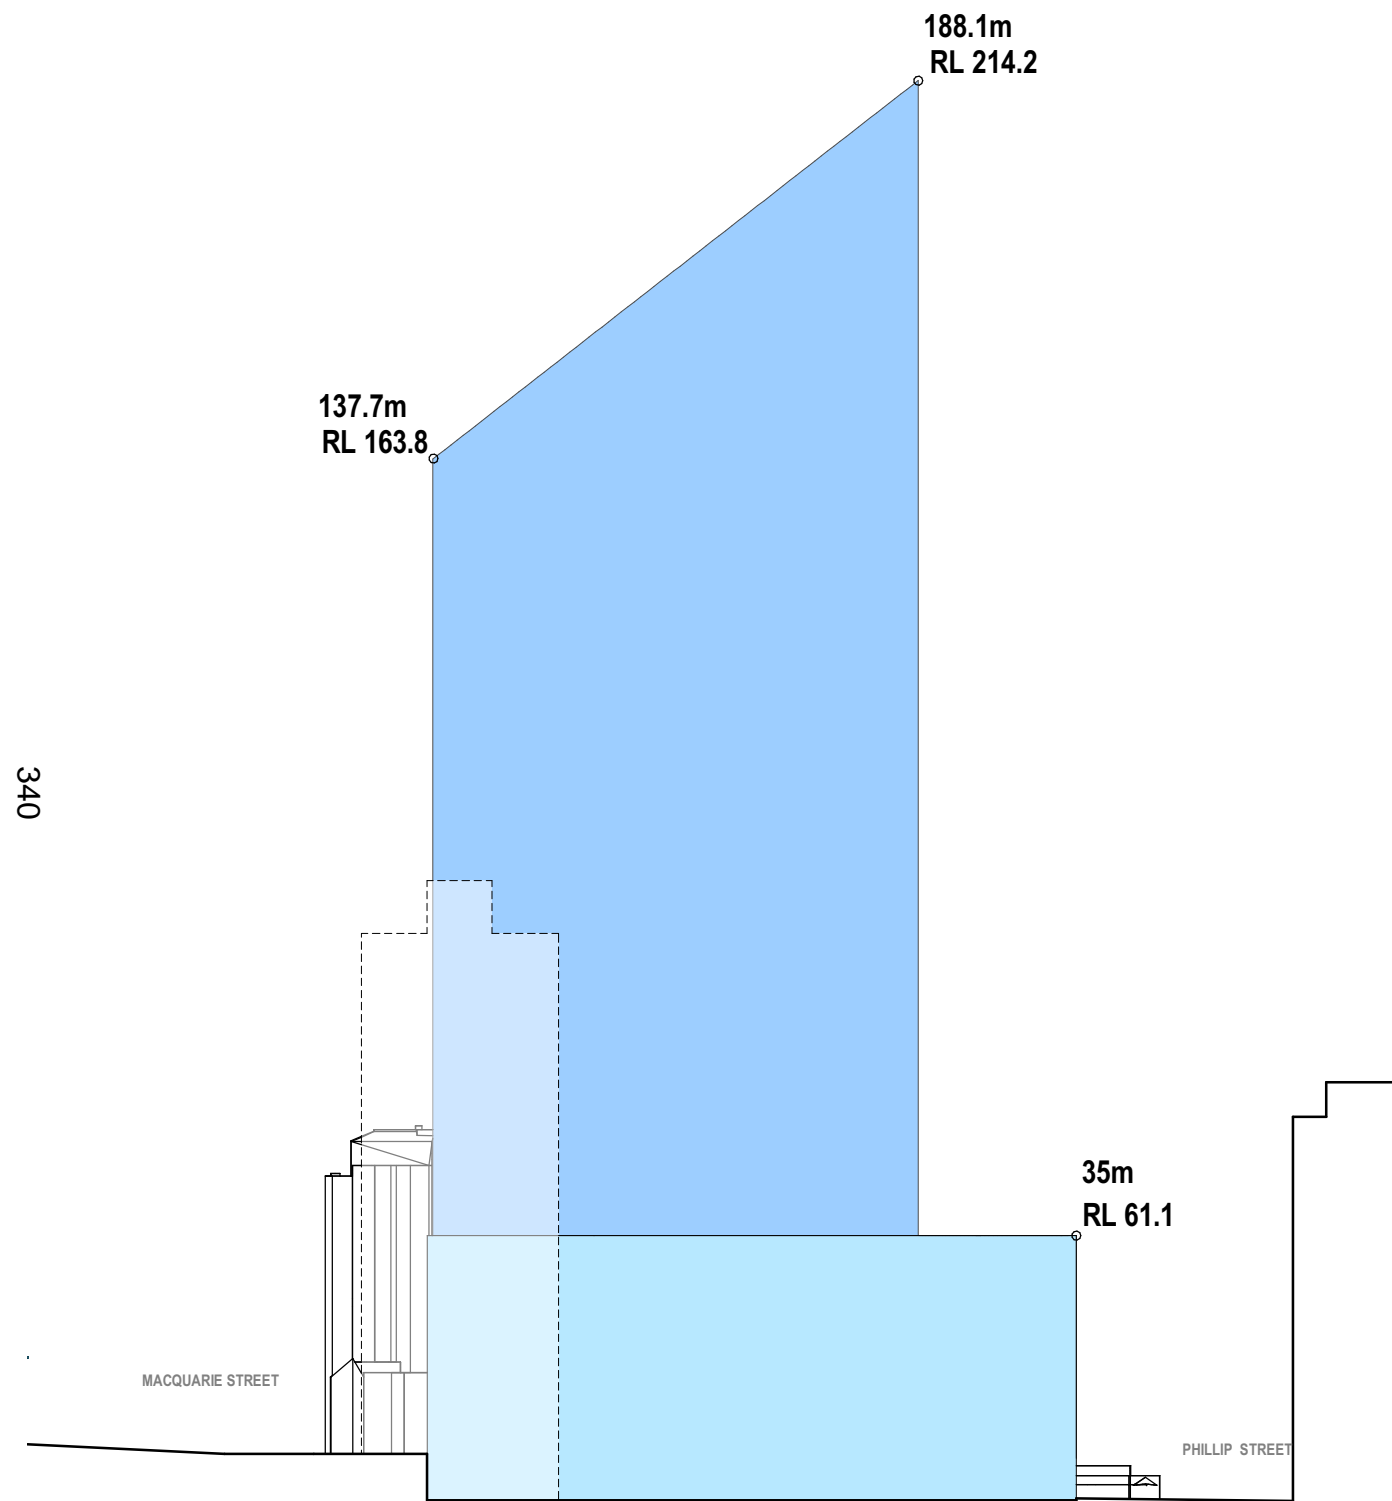 188.1m
RL 214.2
137.7m
RL 163.8
340
35m
RL 61.1
MACQUARIE STREET
PHILLIP STREET